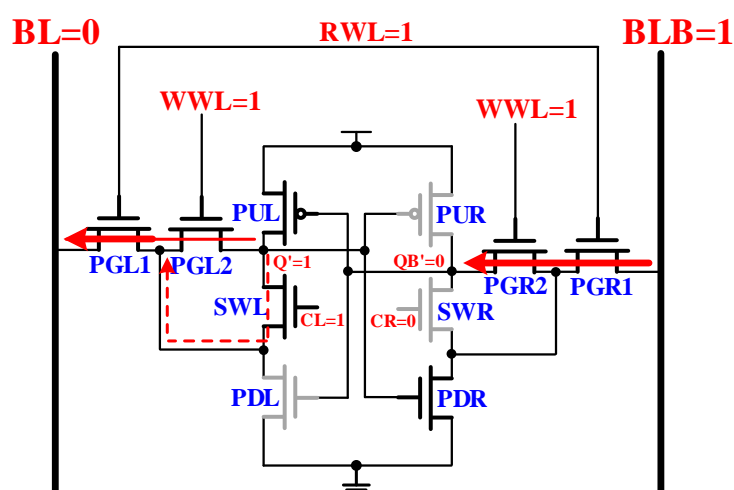 BL=0
RWL=1
BLB=1
WWL=1
WWL=1
PUL
PUR
PGL1
PGL2
Q'=1
QB'=0
PGR2
PGR1
SWL
CL=1
CR=0
SWR
PDL
PDR